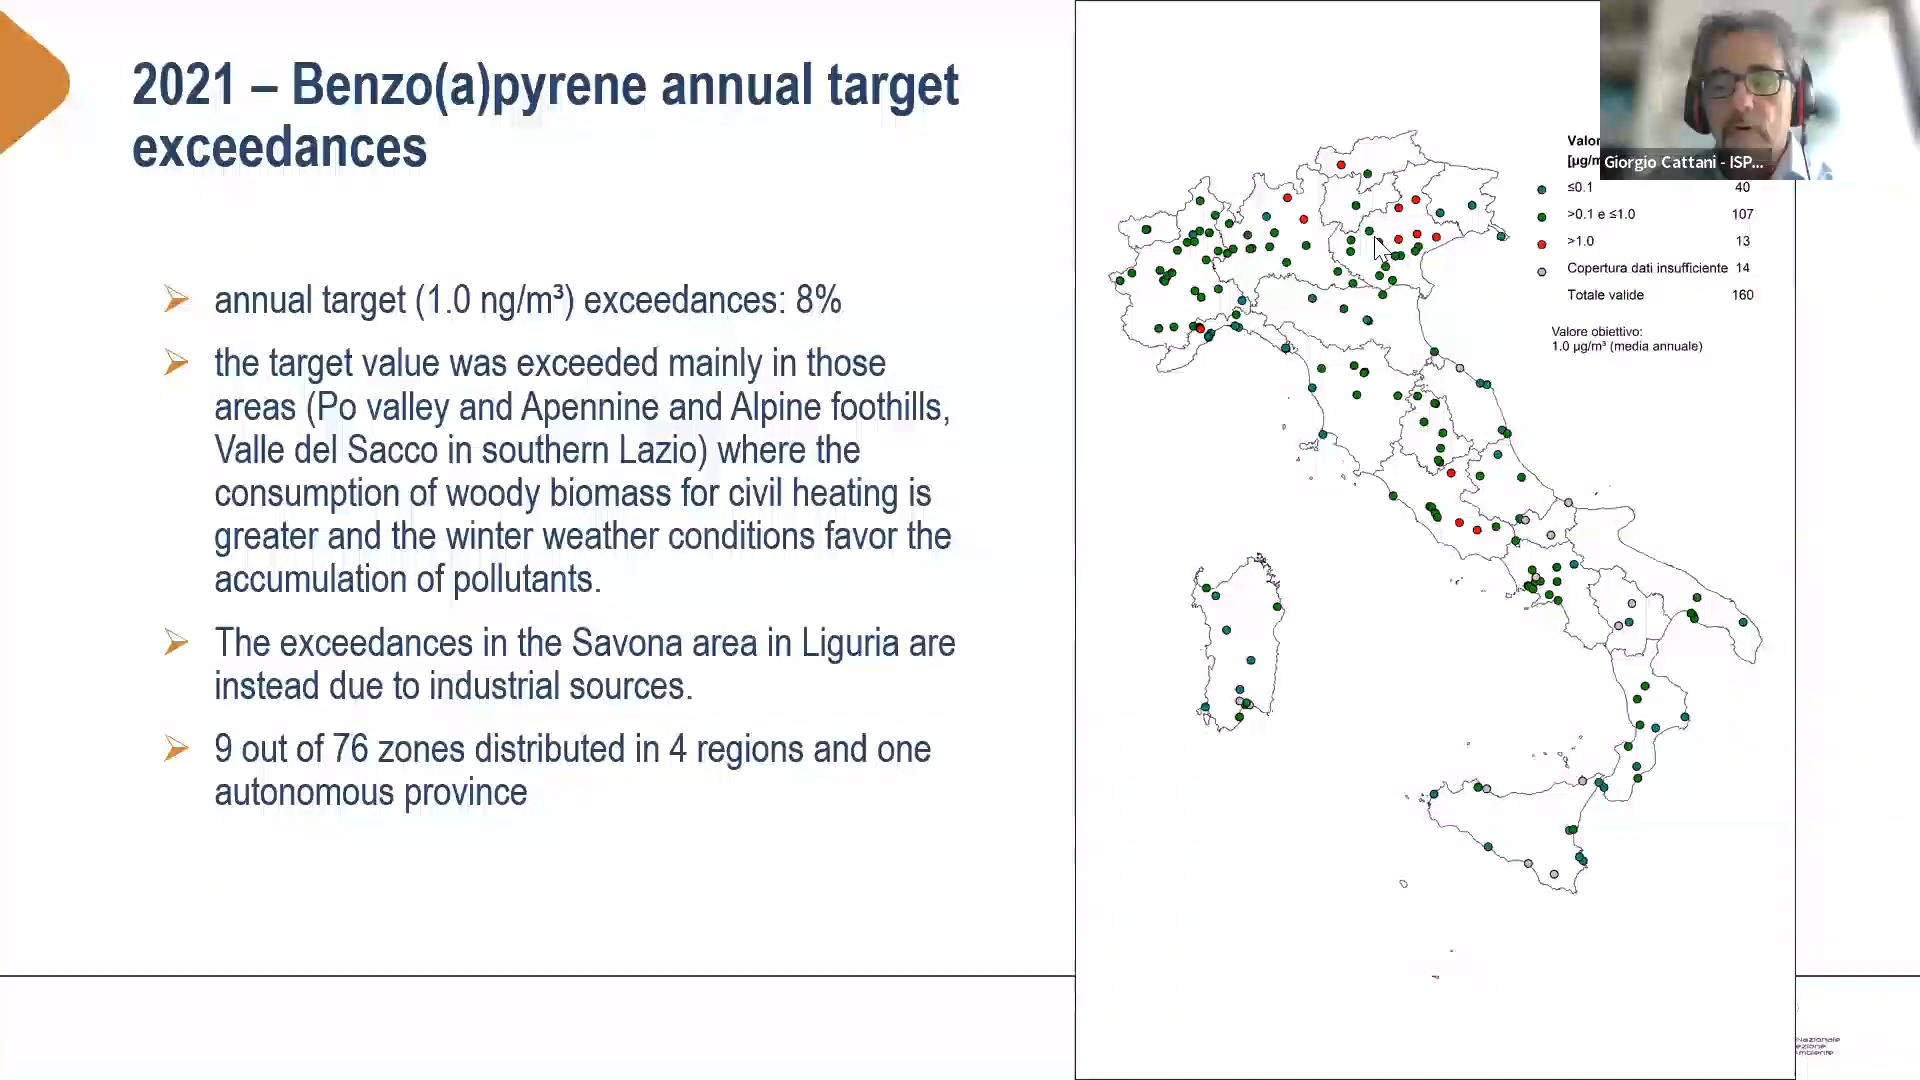 2021 – Benzo(a)pyrene annual target
exceedances
annual target (1.0 ng/m³) exceedances: 8%
the target value was exceeded mainly in those
areas (Po valley and Apennine and Alpine foothills,
Valle del Sacco in southern Lazio) where the
consumption of woody biomass for civil heating is
greater and the winter weather conditions favor the
accumulation of pollutants.
The exceedances in the Savona area in Liguria are
instead due to industrial sources.
9 out of 76 zones distributed in 4 regions and one
autonomous province
Giorgio Cattani - ISP...
≤0.1 40
>0.1 e ≤1.0 107
>1.0 13
Copertura dati insufficiente 14
Totale valide 160
Valore obiettivo:
1.0 µg/m³ (media annuale)
Nazionale